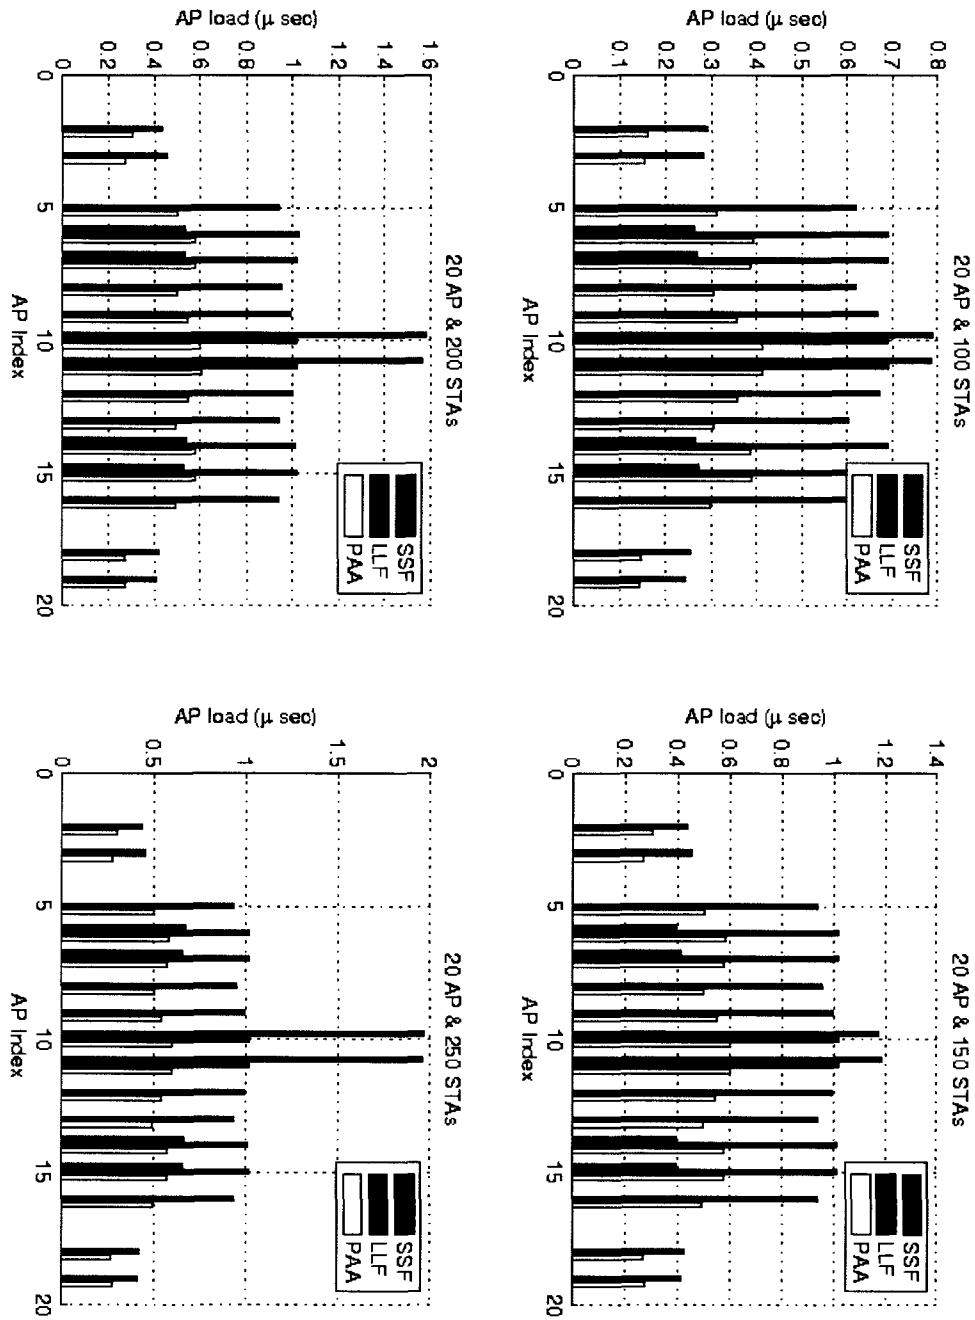 20 AP & 100 STAs
AP load (μ sec)
0.8
0.7
0.6
0.5
0.4
0.3
0.2
0.1
0
0
5
10
15
20
AP Index
SSF
LLF
PAA
20 AP & 150 STAs
AP load (μ sec)
1.4
1.2
1
0.8
0.6
0.4
0.2
0
0
5
10
15
20
AP Index
SSF
LLF
PAA
20 AP & 200 STAs
AP load (μ sec)
1.6
1.4
1.2
1
0.8
0.6
0.4
0.2
0
0
5
10
15
20
AP Index
SSF
LLF
PAA
20 AP & 250 STAs
AP load (μ sec)
2
1.5
1
0.5
0
0
5
10
15
20
AP Index
SSF
LLF
PAA